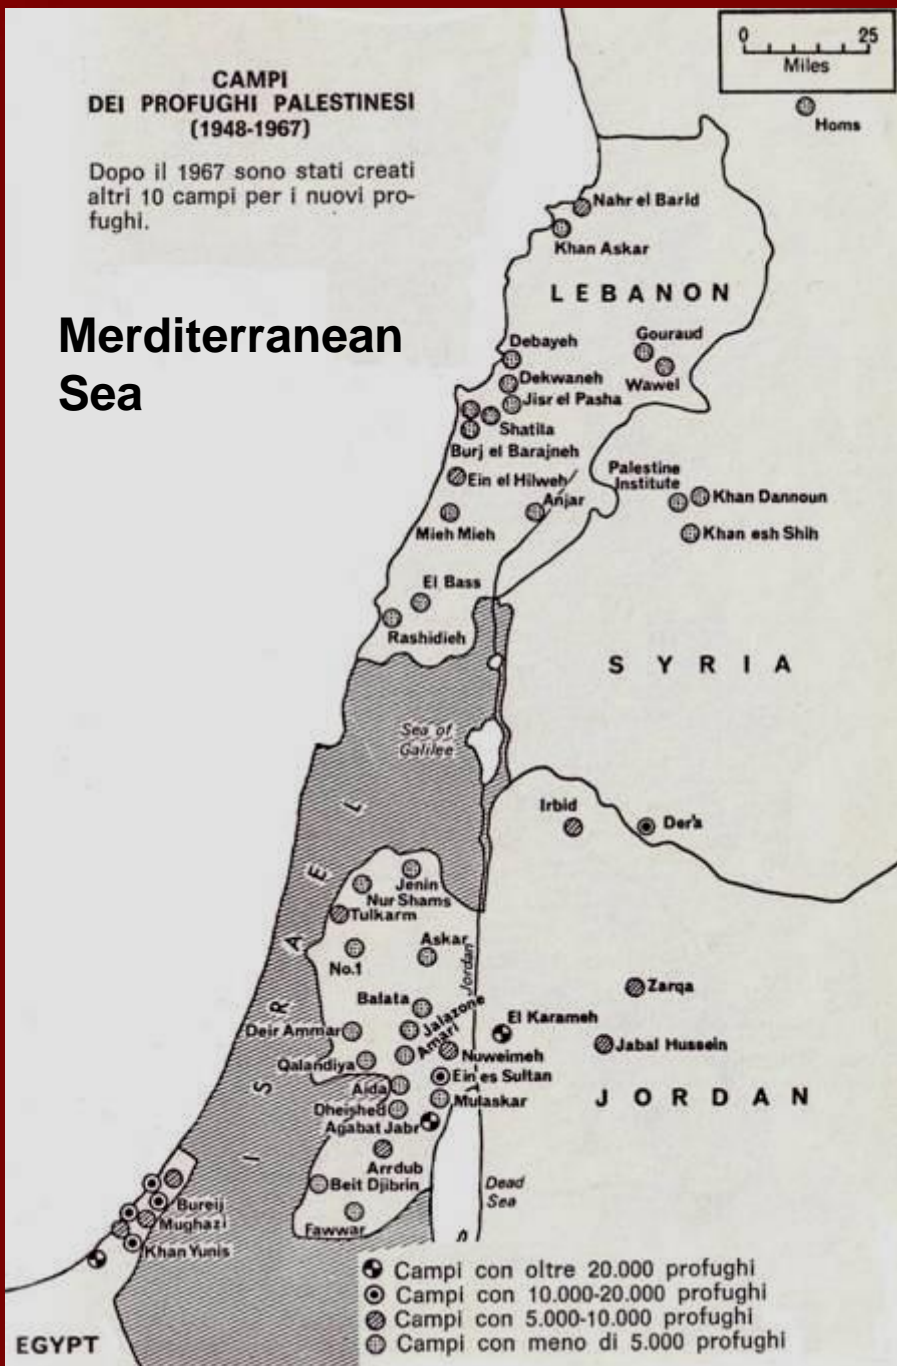 CAMPI
DEI PROFUGHI PALESTINESI
(1948-1967)
Dopo il 1967 sono stati creati
altri 10 campi per i nuovi pro-
fughi.
Merditerranean
Sea
0 25
Miles
Homs
Nahr el Barid
Khan Askar
LEBANON
Debayeh
Gouraud
Dekwaneh
Wawel
Jisr el Pasha
Shatila
Burj el Barajneh
Ein el Hilweh
Palestine
Institute
Khan Dannoun
Anjar
Mieh Mieh
Khan esh Shih
El Bass
Rashidieh
SYRIA
Sea of
Galilee
Irbid
Der'a
ISRAEL
Jenin
Nur Shams
Tulkarm
Askar
No.1
Jordan
Zarqa
Balata
Jalazone
El Karameh
Deir Ammar
Amari
Nuweimeh
Jabal Hussein
Qalandiya
Ein es Sultan
Aida
Mulaskar
JORDAN
Dheished
Agabat Jabr
Arrdub
Beit Djibrin
Dead
Sea
Bureij
Mughazi
Fawwar
Khan Yunis
Campi con oltre 20.000 profughi
Campi con 10.000-20.000 profughi
Campi con 5.000-10.000 profughi
Campi con meno di 5.000 profughi
EGYPT